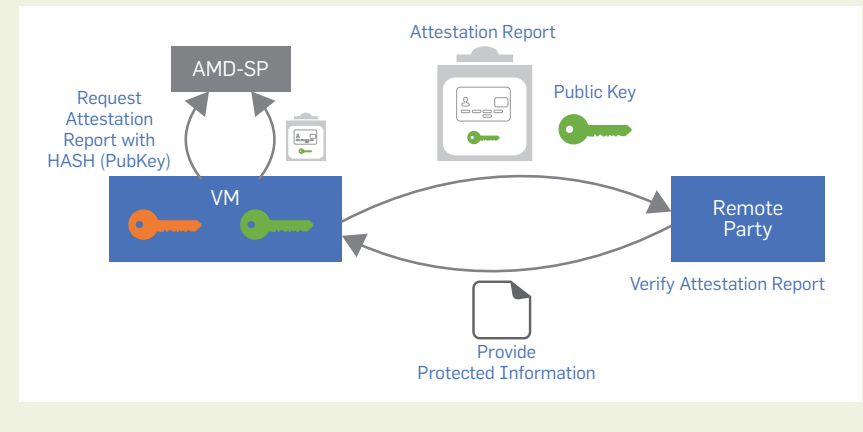 Attestation Report
AMD-SP
Request
Attestation
Report with
HASH (PubKey)
Public Key
VM
Remote
Party
Verify Attestation Report
Provide
Protected Information